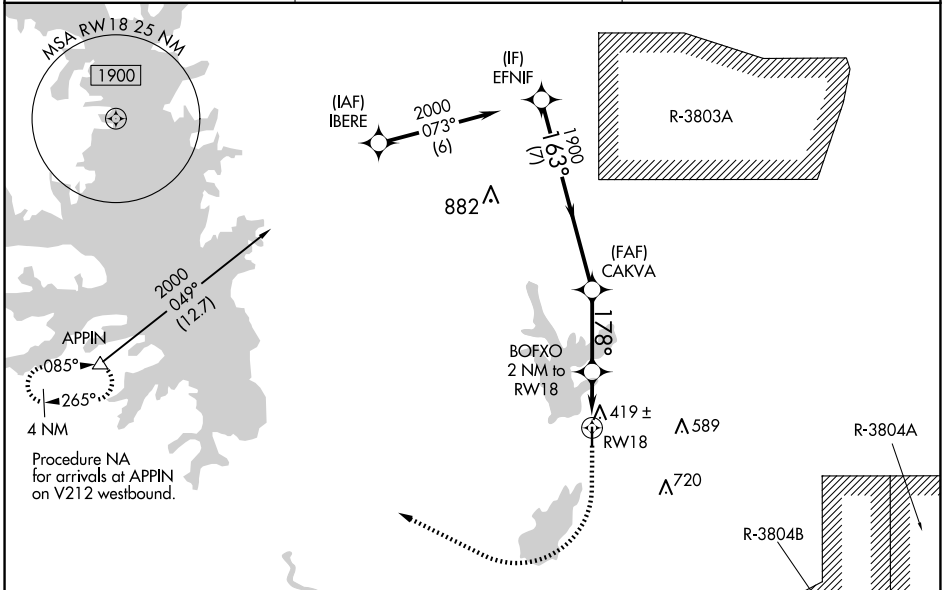 MSA RW18 25 NM
1900
(IAF)
IBERE
2000
073°
(6)
(IF)
EFNIF
1900
163°
(7)
R-3803A
882
(FAF)
CAKVA
178°
BOFXO
2 NM to
RW18
419 ±
RW18
589
720
R-3804A
R-3804B
2000
049°
(12.7)
APPIN
085°
265°
4 NM
Procedure NA
for arrivals at APPIN
on V212 westbound.